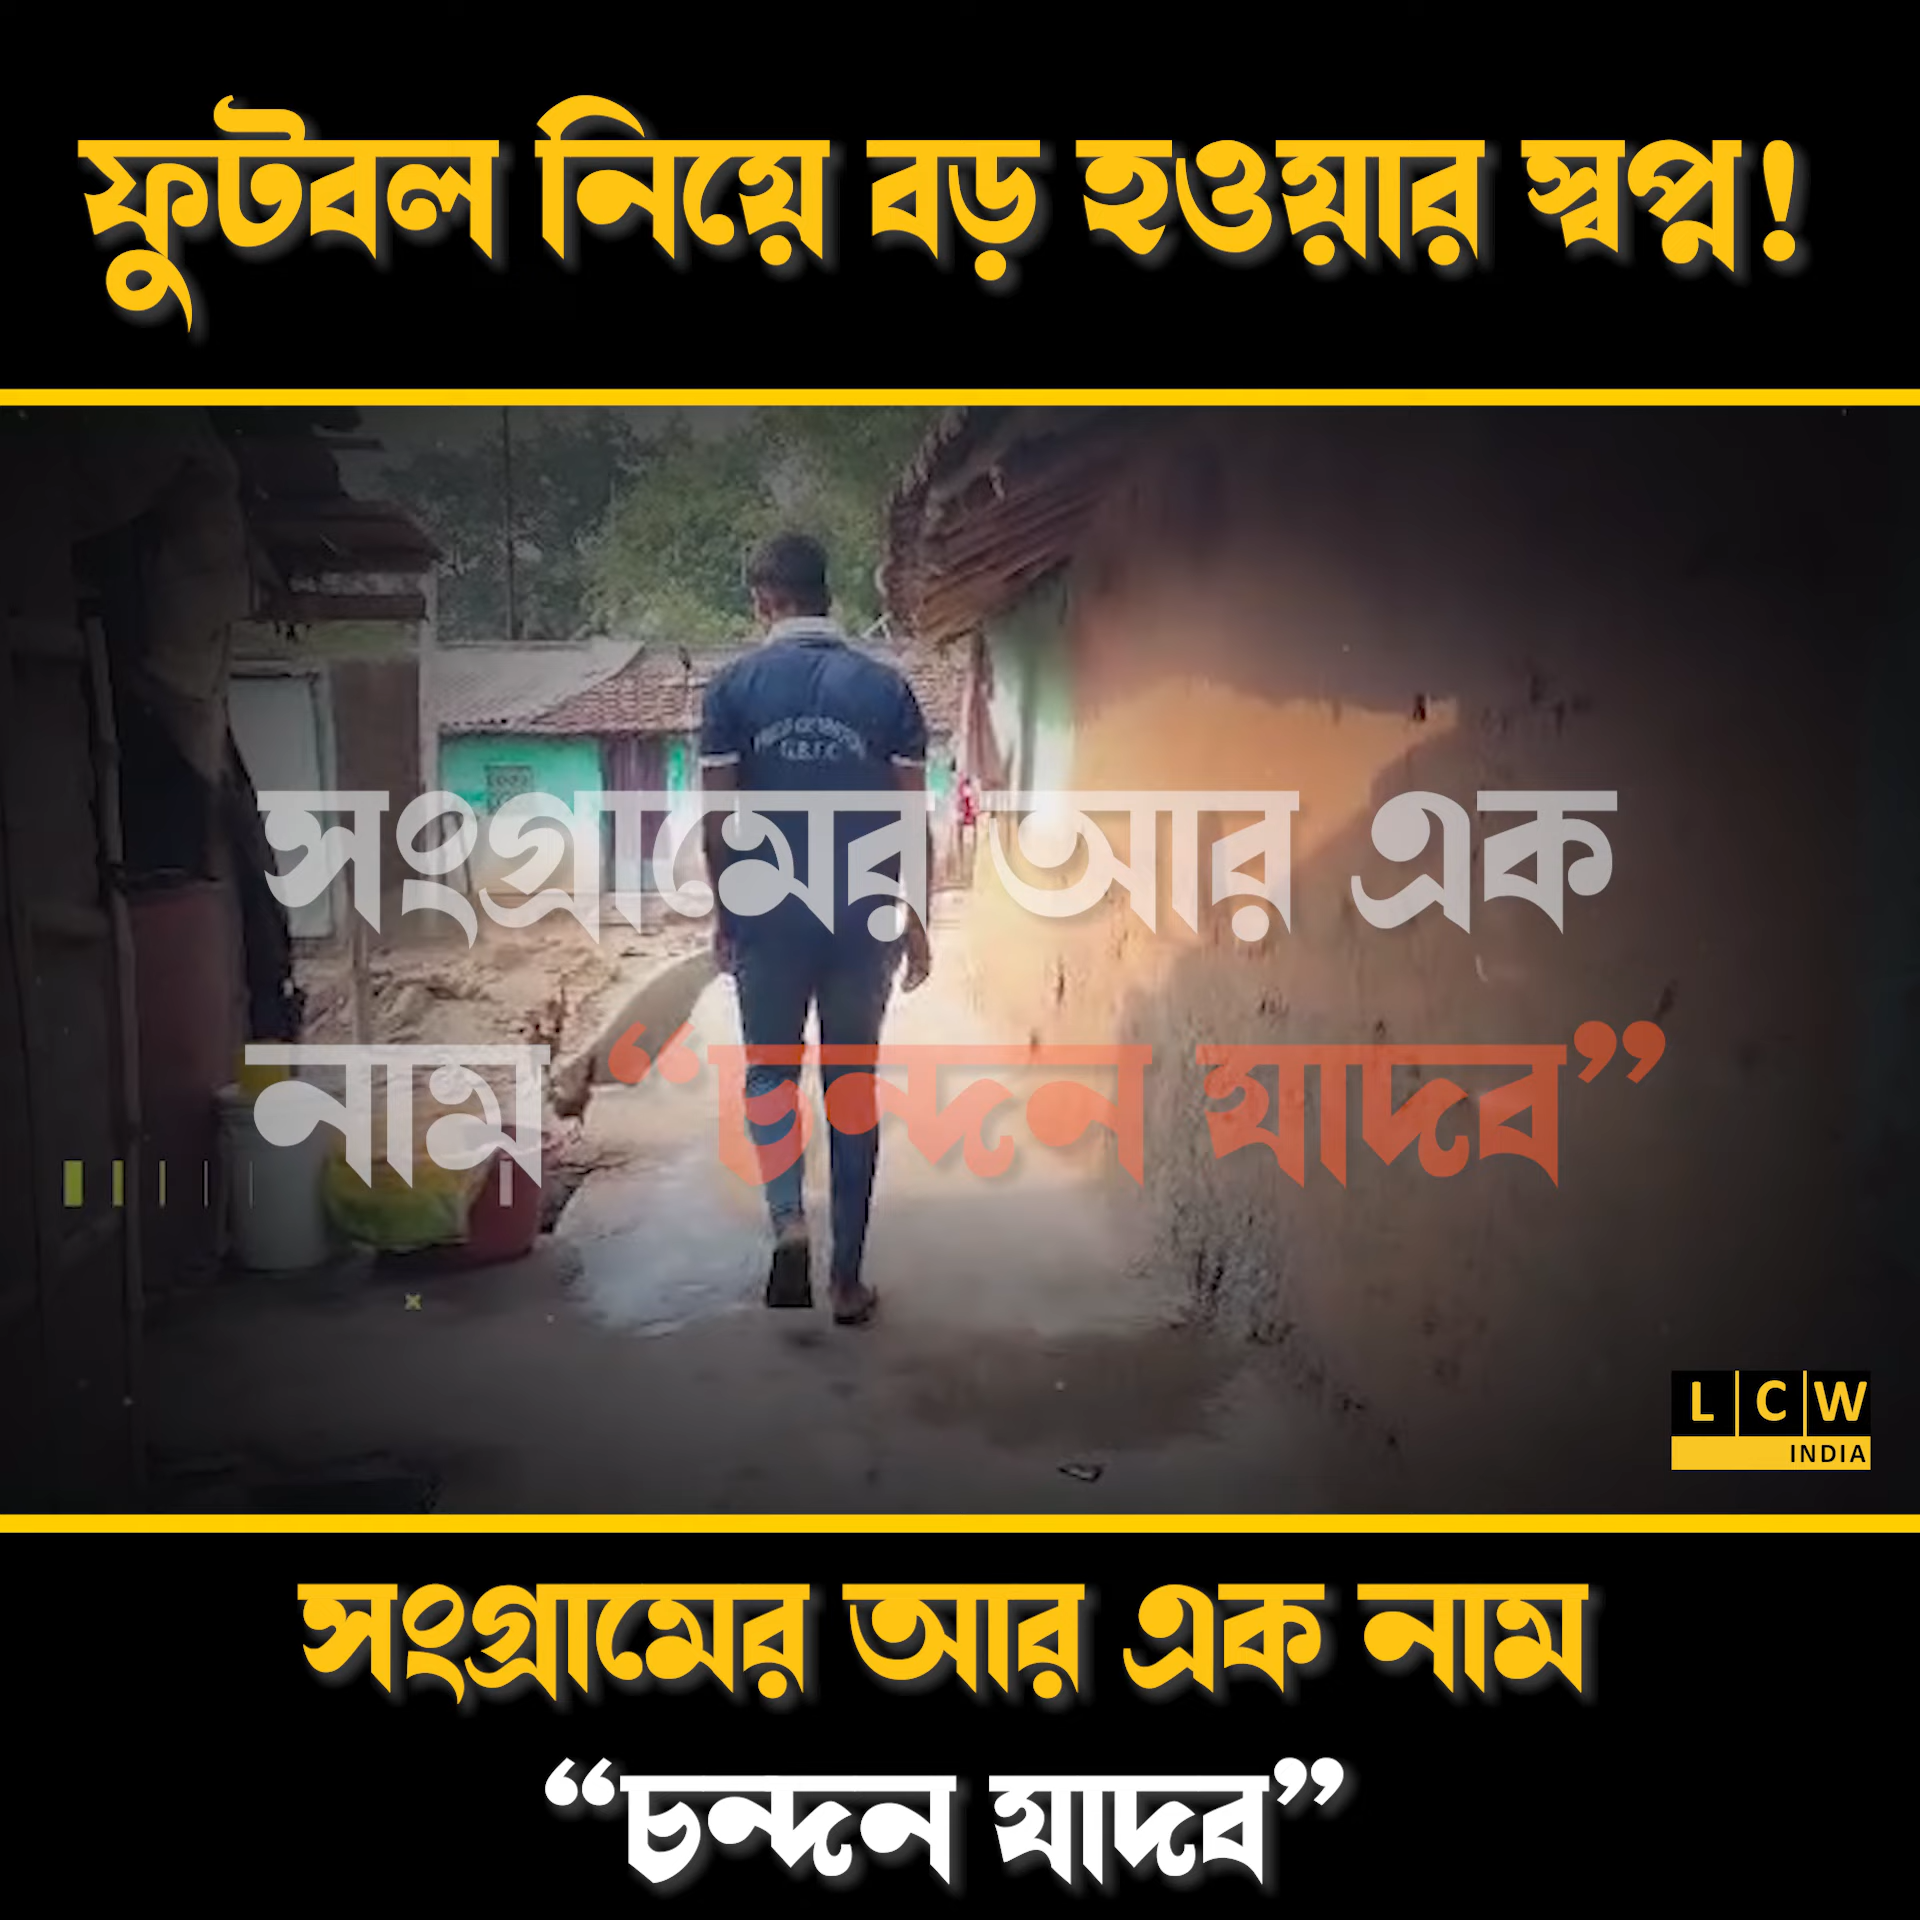 ফুটবল নিয়ে বড় হওয়ার স্বপ্ন!
G.B.F.C
সংগ্রামের আর এক
নাম “চন্দন যাদব”
L C W
INDIA
সংগ্রামের আর এক নাম
“চন্দন যাদব”